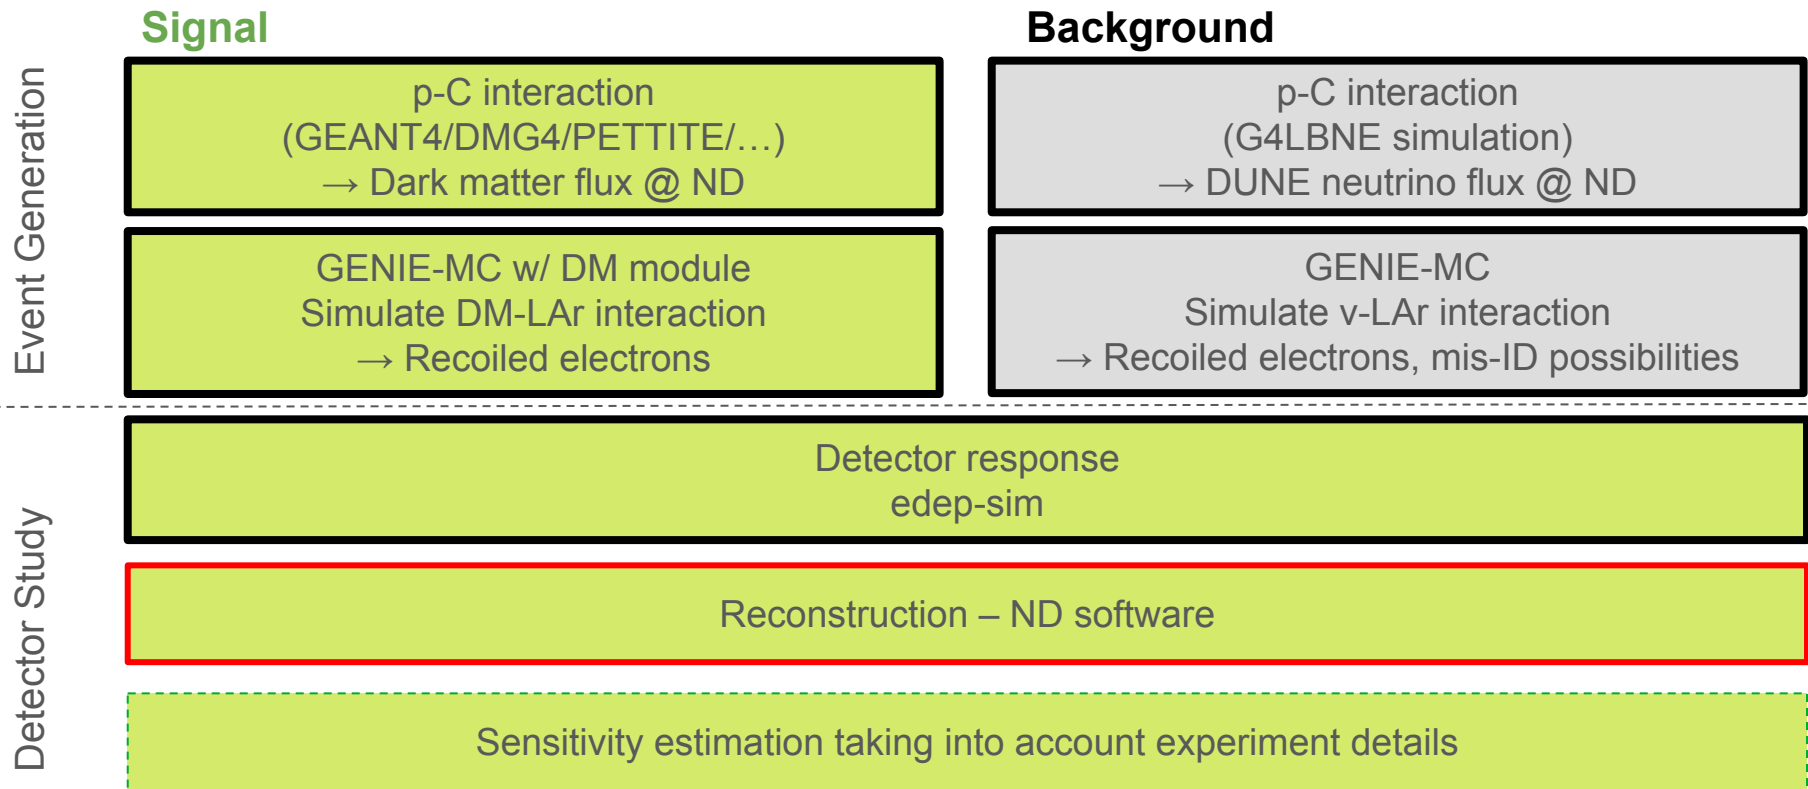 Signal
Background
Event Generation
p-C interaction
(GEANT4/DMG4/PETTITE/…)
→ Dark matter flux @ ND
p-C interaction
(G4LBNE simulation)
→ DUNE neutrino flux @ ND
GENIE-MC w/ DM module
Simulate DM-LAr interaction
→ Recoiled electrons
GENIE-MC
Simulate v-LAr interaction
→ Recoiled electrons, mis-ID possibilities
Detector Study
Detector response
edep-sim
Reconstruction – ND software
Sensitivity estimation taking into account experiment details